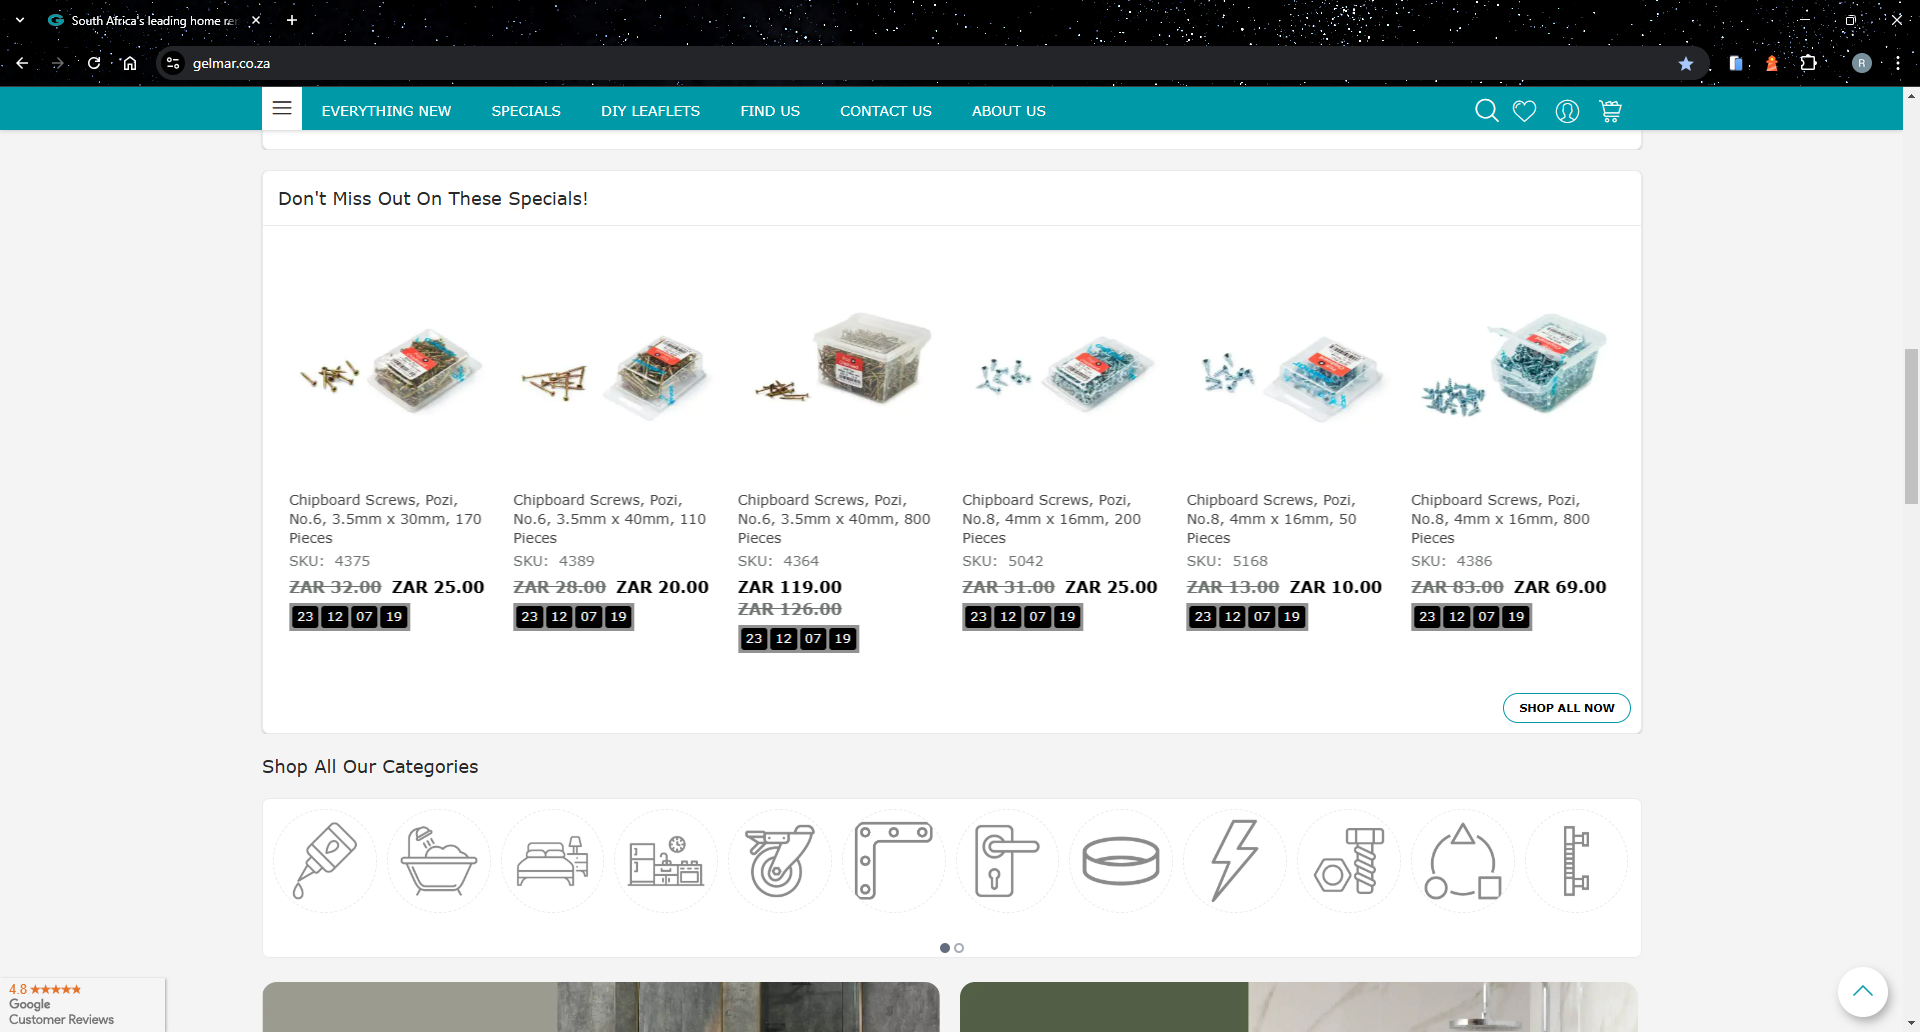 South Africa's leading home rer
gelmar.co.za
EVERYTHING NEW SPECIALS DIY LEAFLETS FIND US CONTACT US ABOUT US
Don't Miss Out On These Specials!
Chipboard Screws, Pozi,
No.6, 3.5mm x 30mm, 170
Pieces
SKU: 4375
ZAR 32.00 ZAR 25.00
23 12 07 19
Chipboard Screws, Pozi,
No.6, 3.5mm x 40mm, 110
Pieces
SKU: 4389
ZAR 28.00 ZAR 20.00
23 12 07 19
Chipboard Screws, Pozi,
No.6, 3.5mm x 40mm, 800
Pieces
SKU: 4364
ZAR 119.00
ZAR 126.00
23 12 07 19
Chipboard Screws, Pozi,
No.8, 4mm x 16mm, 200
Pieces
SKU: 5042
ZAR 31.00 ZAR 25.00
23 12 07 19
Chipboard Screws, Pozi,
No.8, 4mm x 16mm, 50
Pieces
SKU: 5168
ZAR 13.00 ZAR 10.00
23 12 07 19
Chipboard Screws, Pozi,
No.8, 4mm x 16mm, 800
Pieces
SKU: 4386
ZAR 83.00 ZAR 69.00
23 12 07 19
SHOP ALL NOW
Shop All Our Categories
4.8
Google
Customer Reviews
R